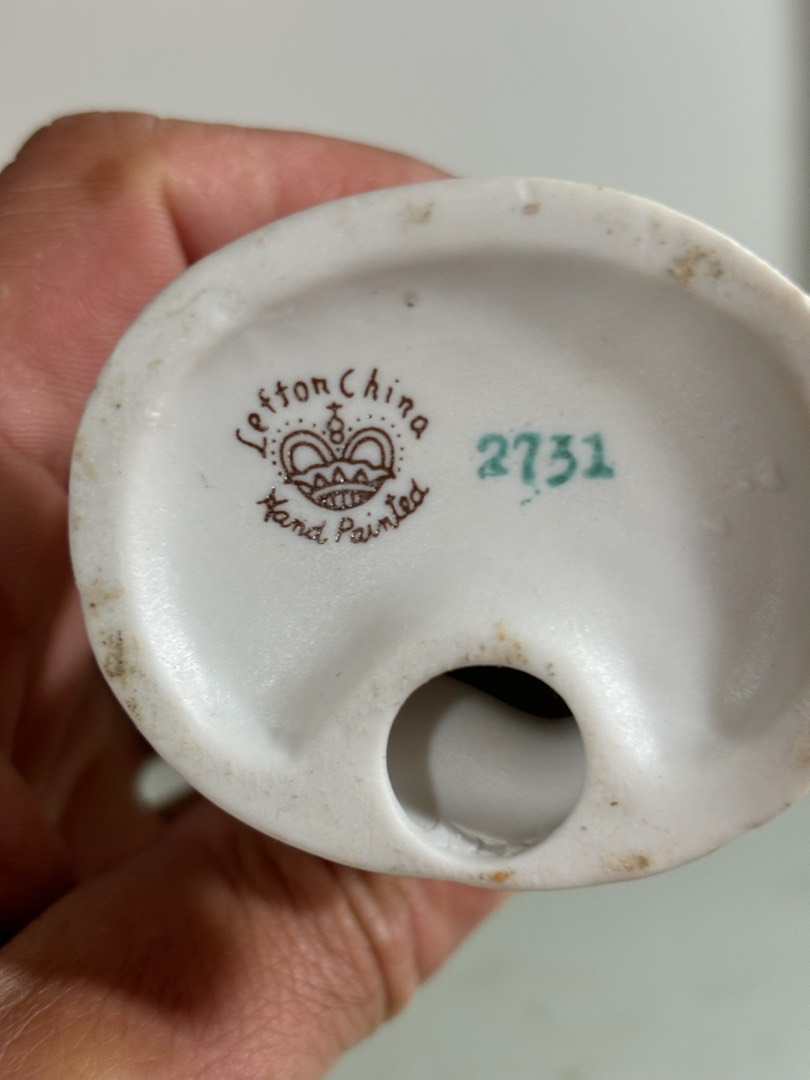 Lefton China
Hand Painted
2731